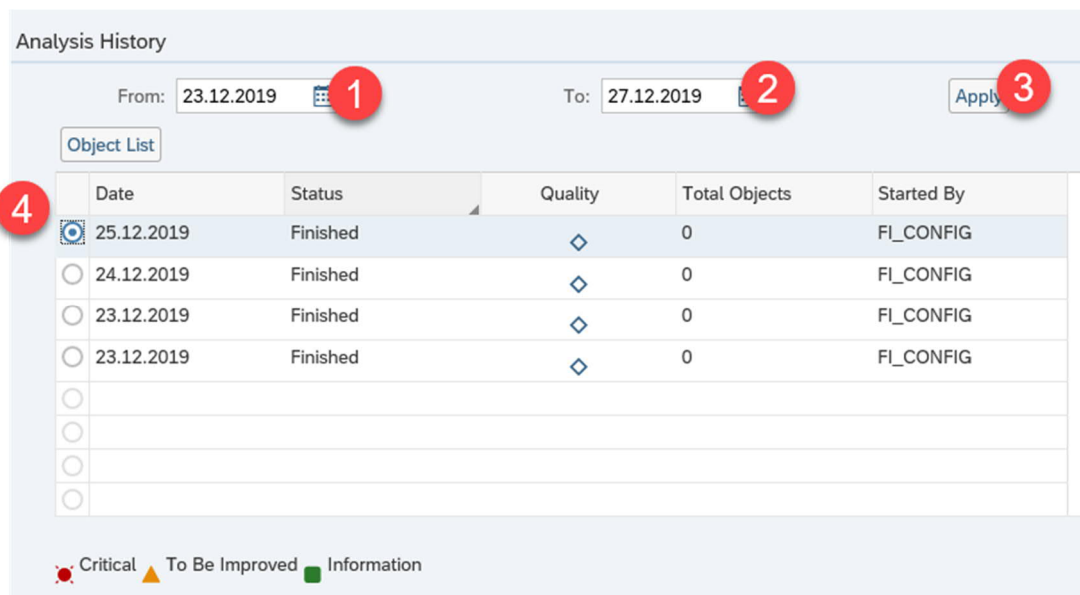 Analysis History
From: 23.12.2019 1 To: 27.12.2019 2 Apply 3
Object List
4 Date Status Quality Total Objects Started By
25.12.2019 Finished 0 FI_CONFIG
24.12.2019 Finished 0 FI_CONFIG
23.12.2019 Finished 0 FI_CONFIG
23.12.2019 Finished 0 FI_CONFIG
Critical To Be Improved Information